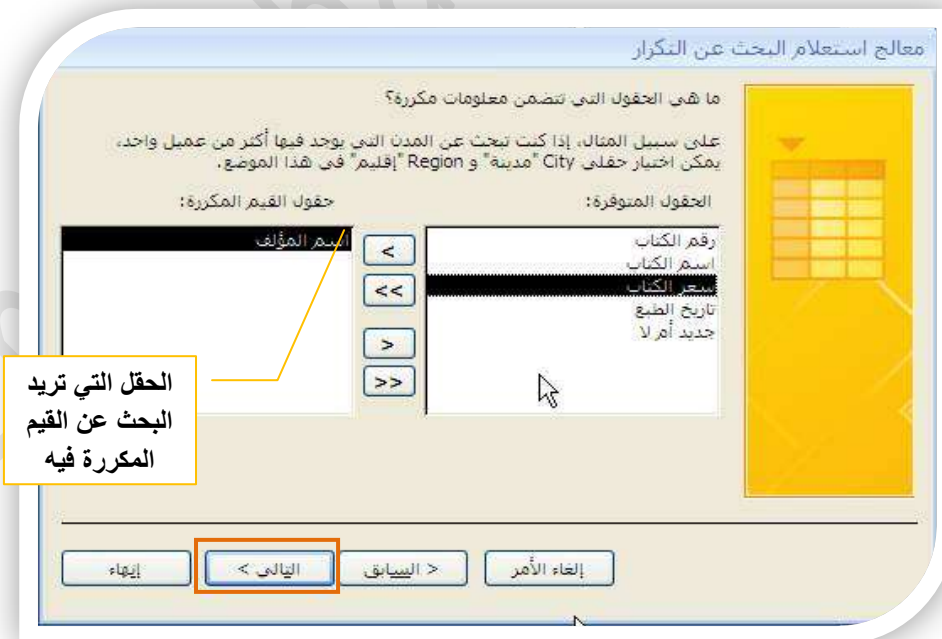 معالج استعلام البحث عن التكرار
ما هي الحقول التي تتضمن معلومات مكررة؟
على سبيل المثال، إذا كنت تبحث عن المدن التي يوجد فيها أكثر من عميل واحد،
يمكن اختيار حقلي City "مدينة" و Region "إقليم" في هذا الموضع.
الحقول المتوفرة:
حقول القيم المكررة:
رقم الكتاب
اسم الكتاب
سعر الكتاب
تاريخ الطبع
جديد أم لا
<
<<
>
>>
اسم المؤلف
الحقل التي تريد
البحث عن القيم
المكررة فيه
إلغاء الأمر
< السابق
التالي >
إنهاء